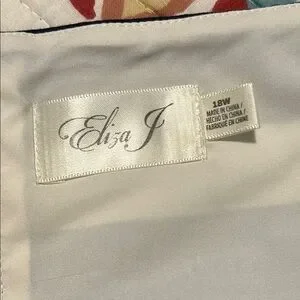 Eliza J
18W
MADE IN CHINA /
HECHO EN CHINA /
FABRIQUÉ EN CHINE